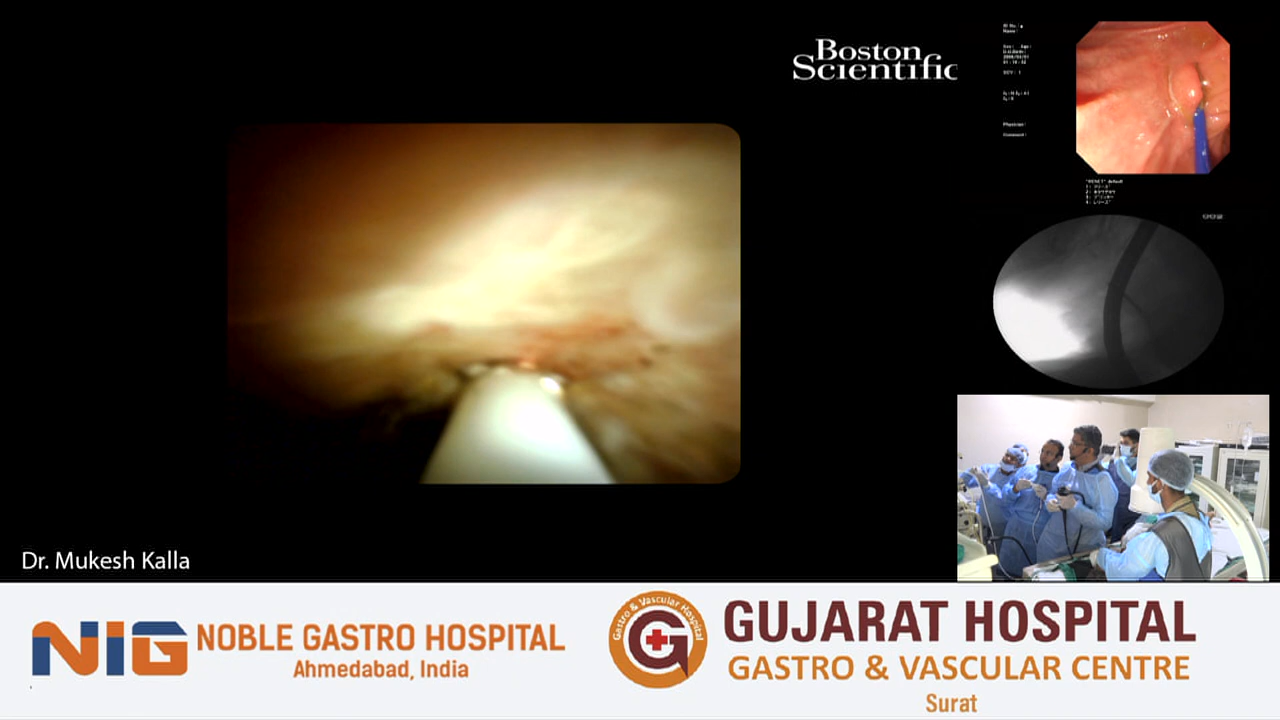 Boston
Scientific
Dr. Mukesh Kalla
NIG
NOBLE GASTRO HOSPITAL
Ahmedabad, India
Gastro & Vascular Hospital
G
GUJARAT HOSPITAL
GASTRO & VASCULAR CENTRE
Surat